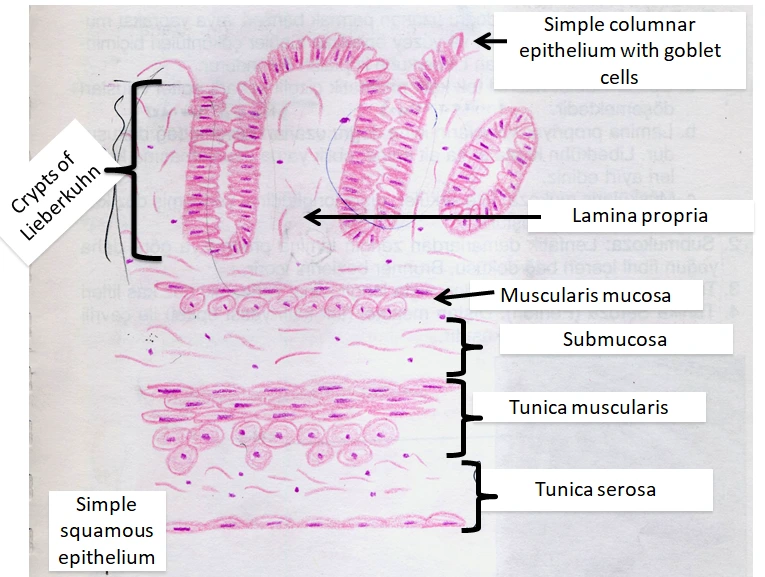 Simple columnar
epithelium with goblet
cells
Crypts of
Lieberkuhn
Lamina propria
Muscularis mucosa
Submucosa
Tunica muscularis
Tunica serosa
Simple
squamous
epithelium